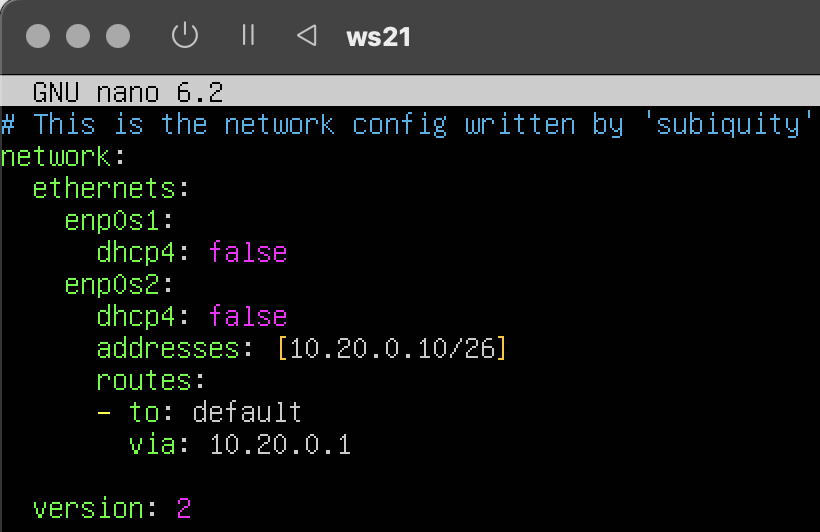 ws21
GNU nano 6.2
# This is the network config written by 'subiquity'
network:
  ethernets:
    enp0s1:
      dhcp4: false
    enp0s2:
      dhcp4: false
      addresses: [10.20.0.10/26]
      routes:
      - to: default
        via: 10.20.0.1
  version: 2